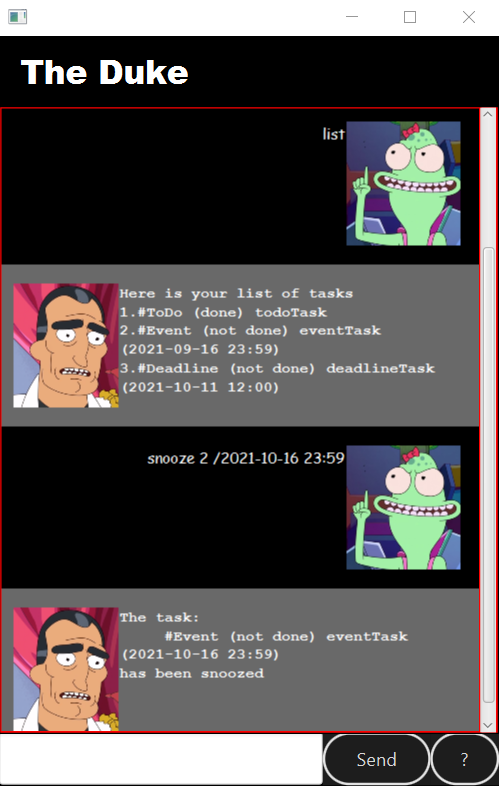 The Duke
list
Here is your list of tasks
1.#ToDo (done) todoTask
2.#Event (not done) eventTask
(2021-09-16 23:59)
3.#Deadline (not done) deadlineTask
(2021-10-11 12:00)
snooze 2 /2021-10-16 23:59
The task:
#Event (not done) eventTask
(2021-10-16 23:59)
has been snoozed
Send
?